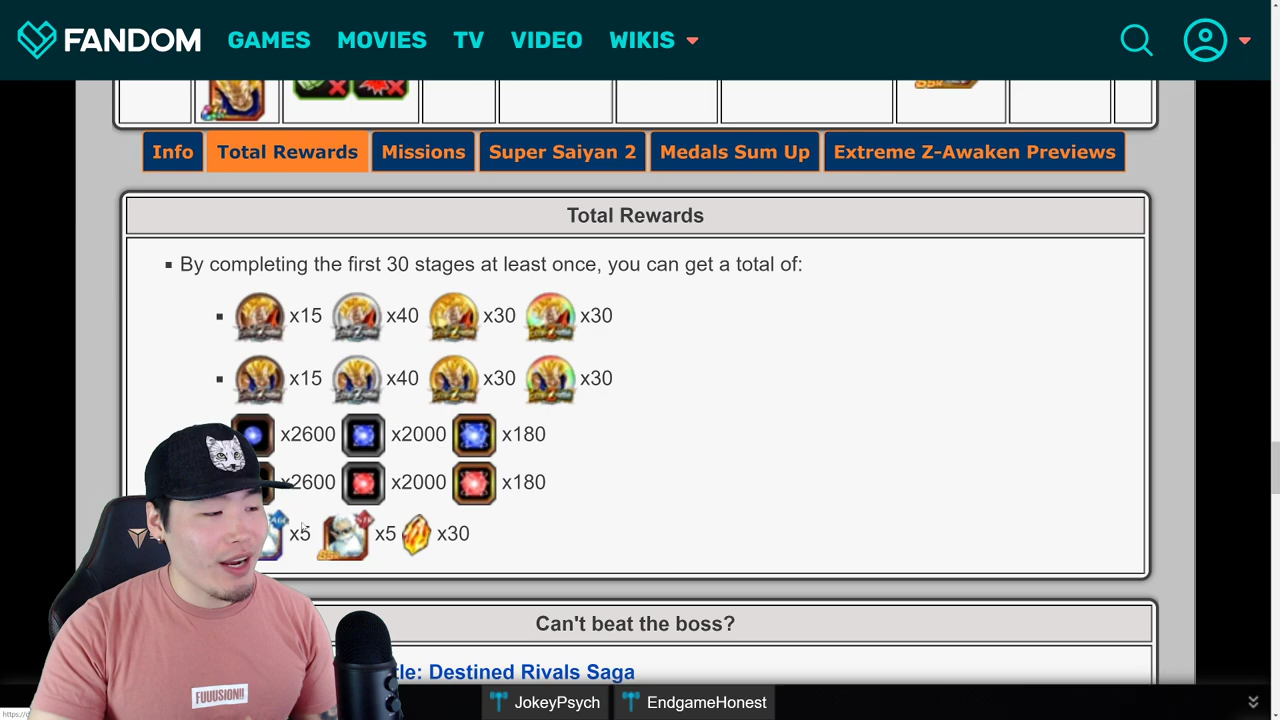 FANDOM GAMES MOVIES TV VIDEO WIKIS
Info Total Rewards Missions Super Saiyan 2 Medals Sum Up Extreme Z-Awaken Previews
Total Rewards
By completing the first 30 stages at least once, you can get a total of:
x15 x40 x30 x30
x15 x40 x30 x30
x2600 x2000 x180
x2600 x2000 x180
x5 x5 x30
Can't beat the boss?
tle: Destined Rivals Saga
FUUUSION!!
JokeyPsych EndgameHonest